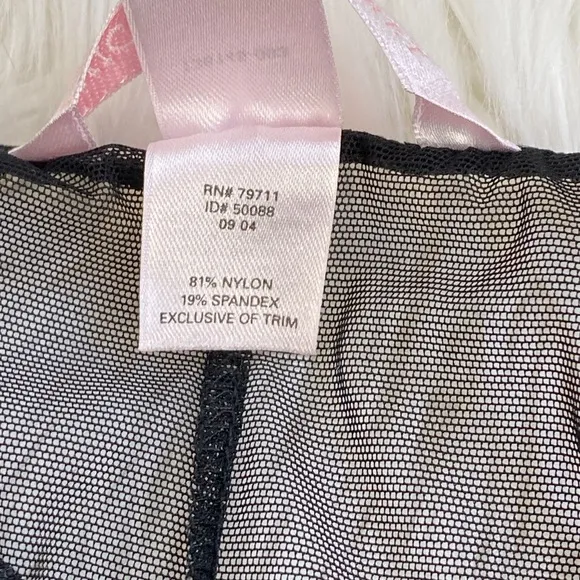 RN# 79711
ID# 50088
09 04
81% NYLON
19% SPANDEX
EXCLUSIVE OF TRIM